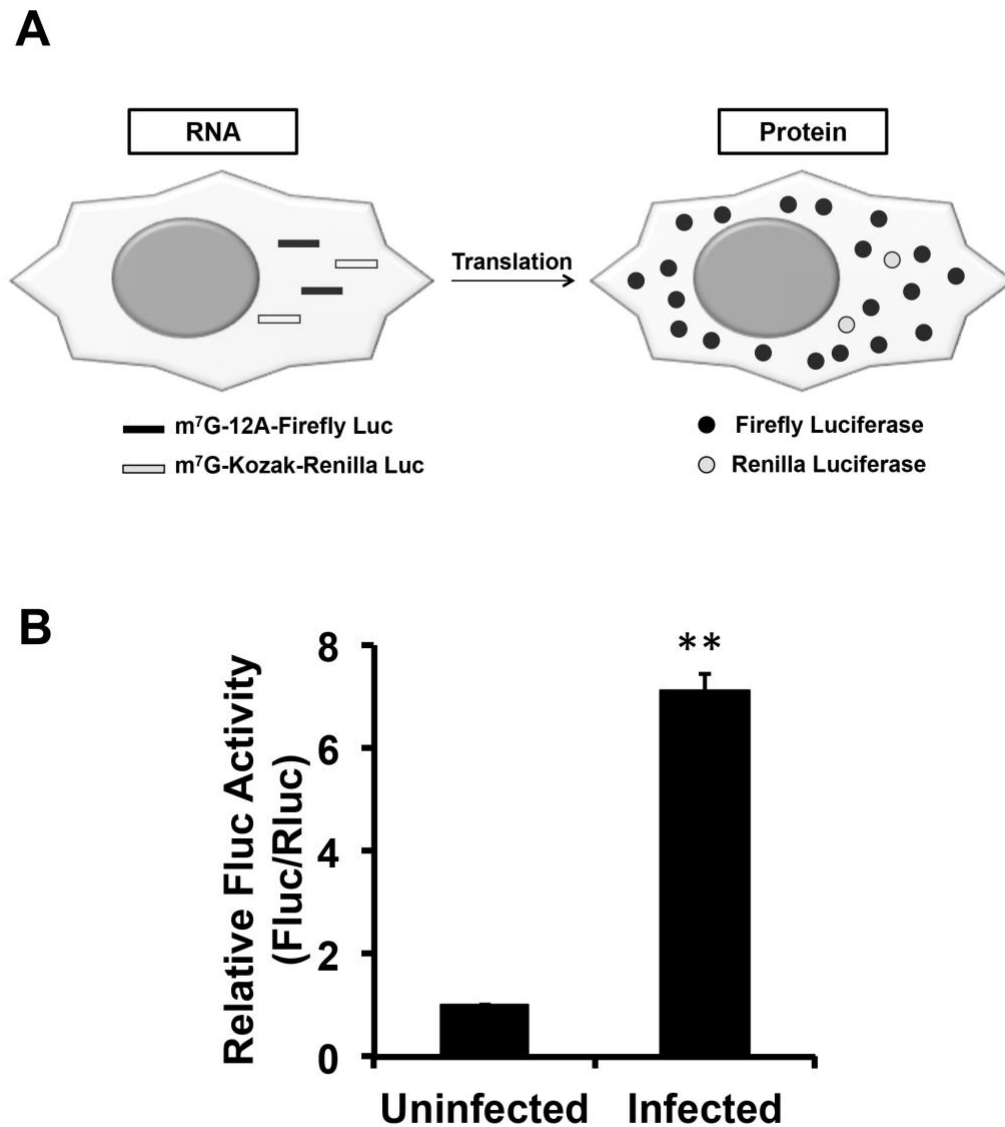 A
RNA
Protein
Translation
m⁷G-12A-Firefly Luc
m⁷G-Kozak-Renilla Luc
Firefly Luciferase
Renilla Luciferase
B
Relative Fluc Activity
(Fluc/Rluc)
8
6
4
2
0
**
Uninfected Infected